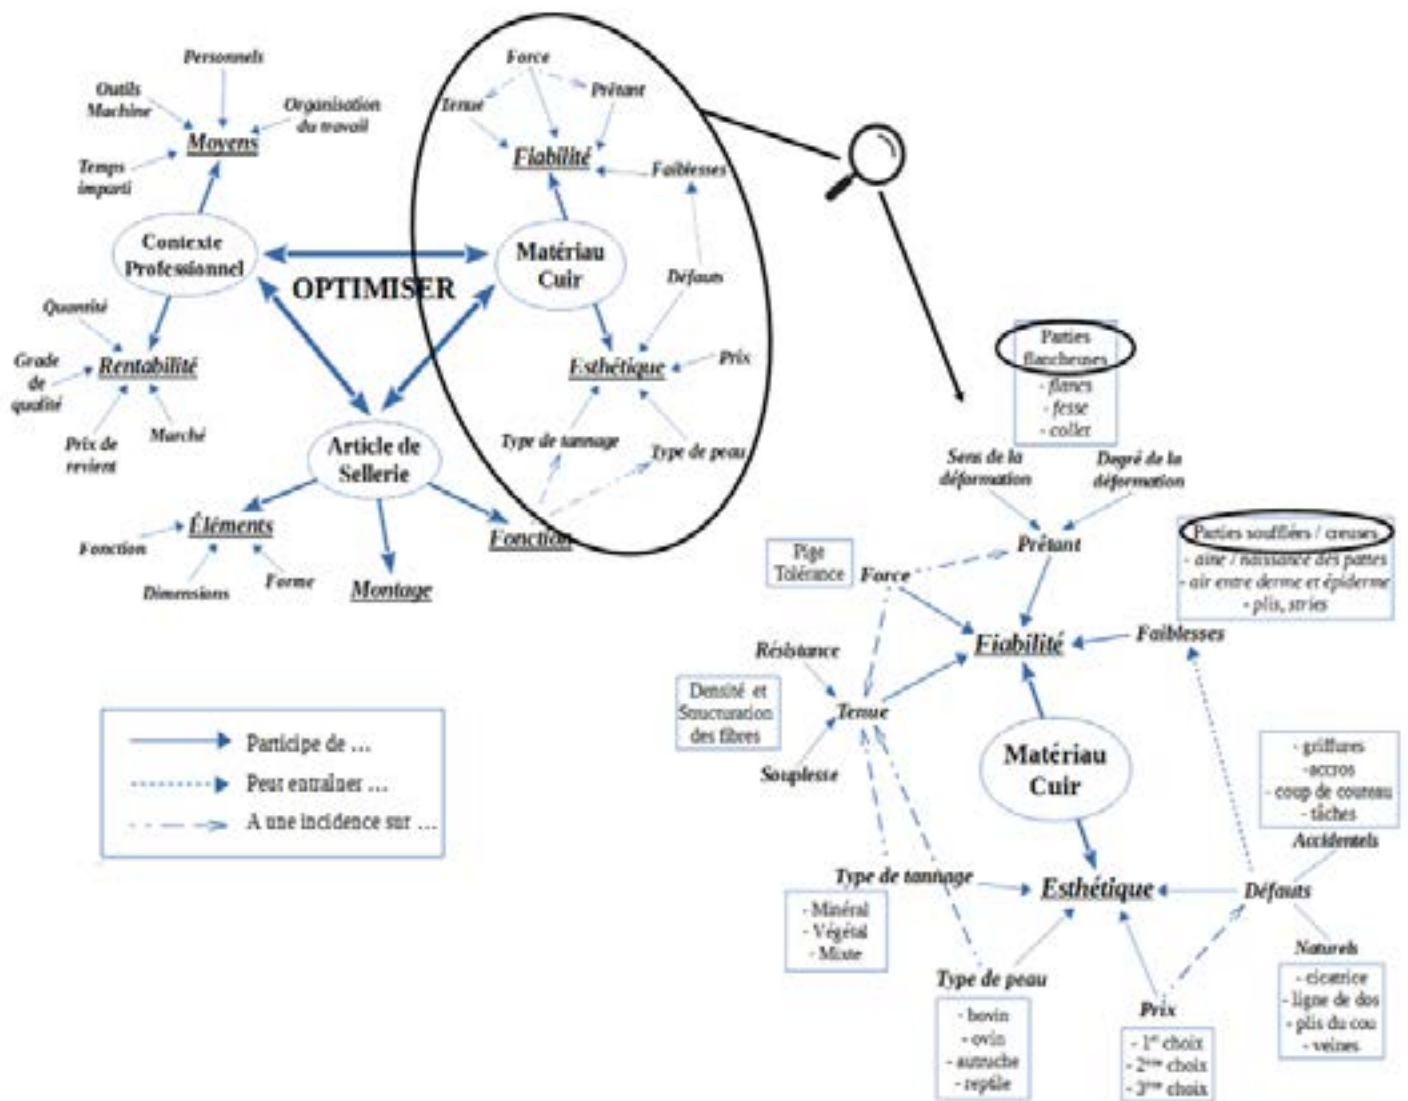 Personnels
Outils
Machine
Organisation
du travail
Moyens
Temps
imparti
Contexte
Professionnel
OPTIMISER
Quantité
Rentabilité
Grade
de
qualité
Prix de
revient
Marché
Force
Tenue
Prêtant
Fiabilité
Faiblesses
Matériau
Cuir
Défauts
Esthétique
Prix
Type de tannage
Type de peau
Article de
Sellerie
Éléments
Fonction
Dimensions
Forme
Montage
Fonction
Participe de ...
Peut entraîner ...
A une incidence sur ...
Parties
flancheuses
- flancs
- fesse
- collet
Sens de la
déformation
Degré de la
déformation
Prêtant
Parties soufflées / creuses
- aine / naissance des pattes
- air entre derme et épiderme
- plis, stries
Pige
Tolérance
Force
Fiabilité
Faiblesses
Résistance
Densité et
Structuration
des fibres
Tenue
Souplesse
Matériau
Cuir
- griffures
-accros
- coup de couteau
- tâches
Accidentels
Type de tannage
- Minéral
- Végétal
- Mixte
Esthétique
Défauts
Naturels
- cicatrice
- ligne de dos
- plis du cou
- veines
Type de peau
- bovin
- ovin
- autruche
- reptile
Prix
- 1er choix
- 2ème choix
- 3ème choix